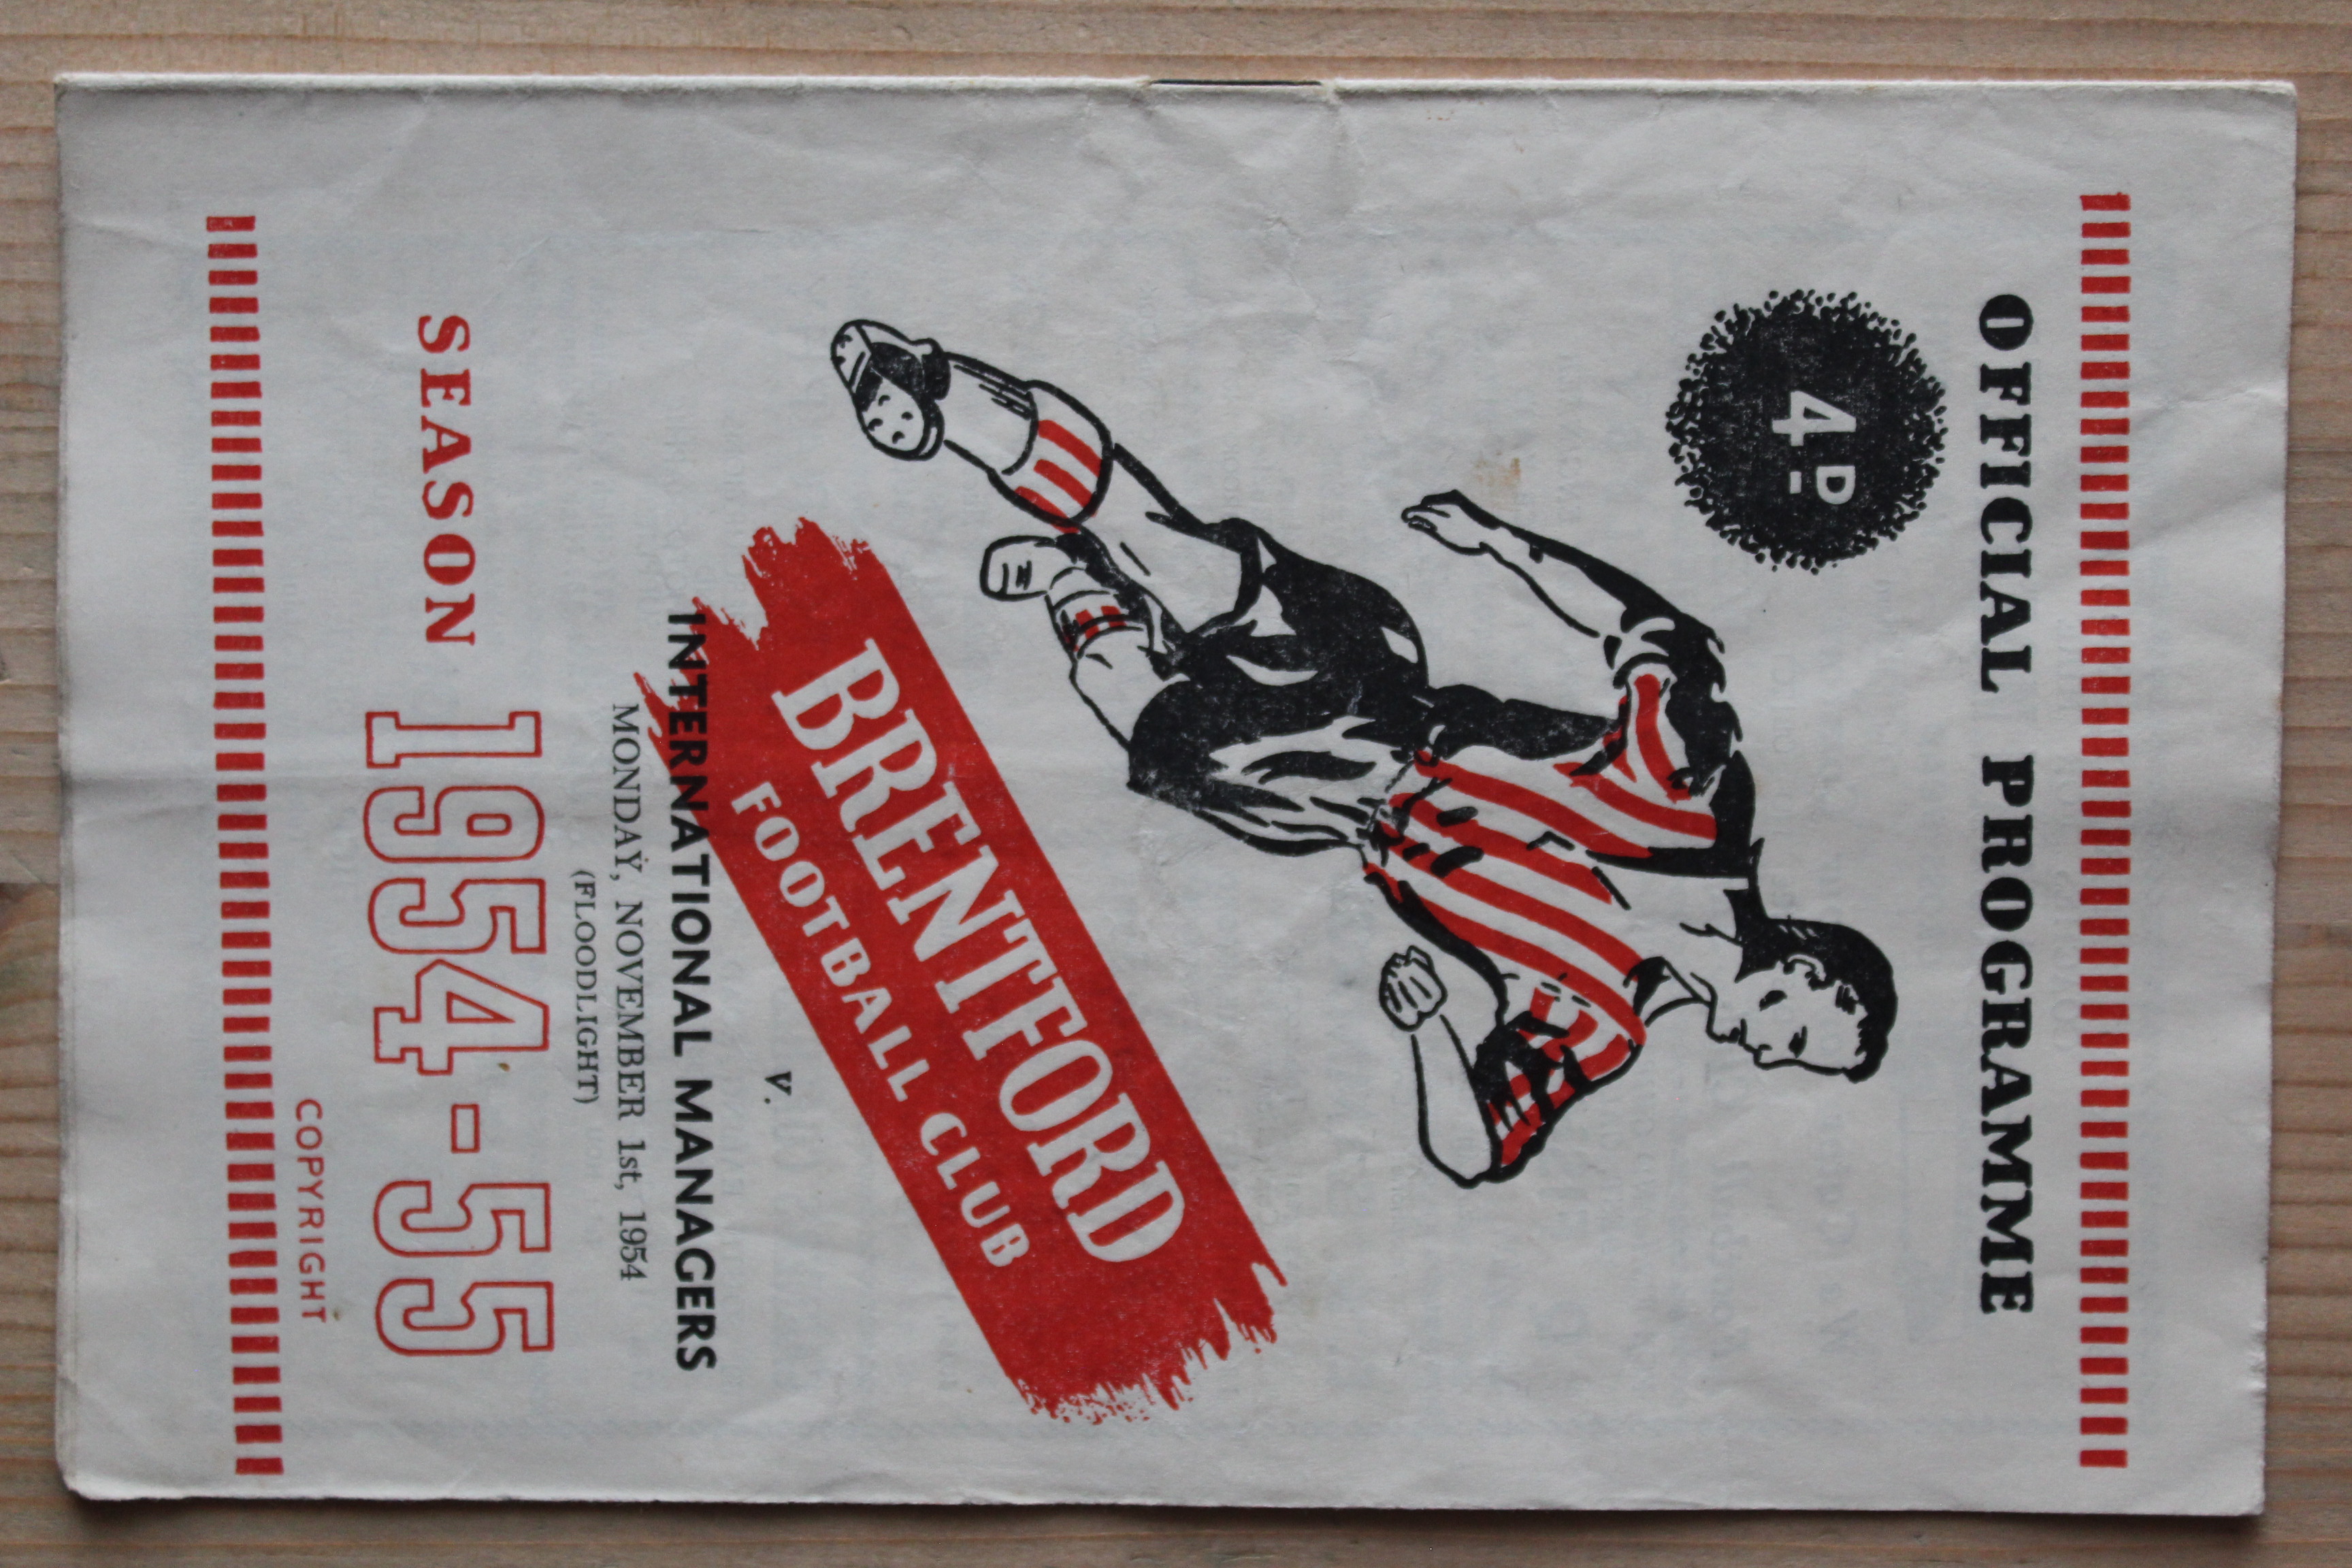 OFFICIAL PROGRAMME
4D
BRENTFORD
FOOTBALL CLUB
v.
INTERNATIONAL MANAGERS
MONDAY, NOVEMBER 1st, 1954
(FLOODLIGHT)
SEASON 1954-55
COPYRIGHT